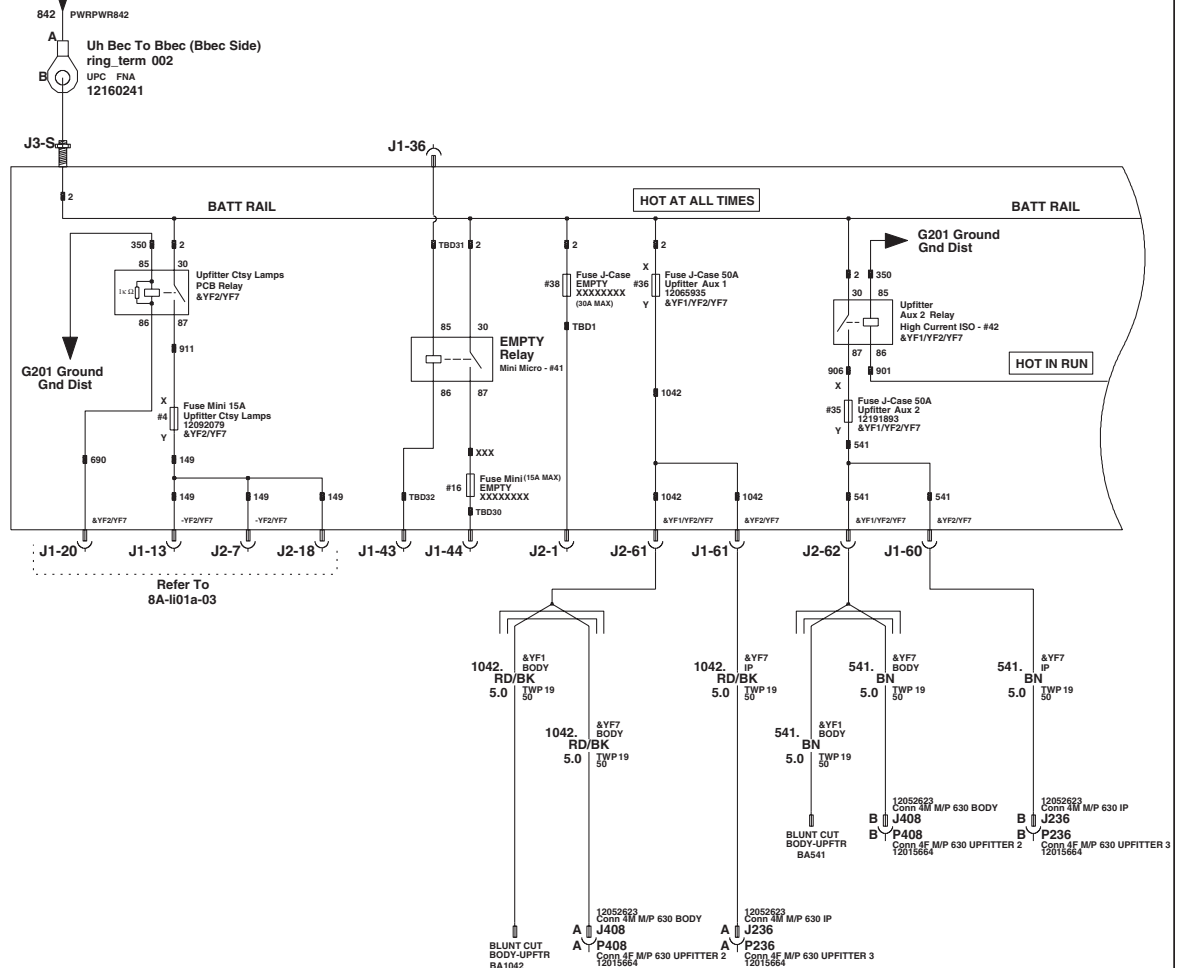 842 PWRPWR842
A
Uh Bec To Bbec (Bbec Side)
ring_term 002
B
UPC FNA
12160241
J3-S
J1-36
2
BATT RAIL
HOT AT ALL TIMES
BATT RAIL
350
2
TBD31
2
2
2
G201 Ground
Gnd Dist
85
30
Upfitter Ctsy Lamps
PCB Relay
&YF2/YF7
1K Ω
86
87
#38
Fuse J-Case
EMPTY
XXXXXXXX
(30A MAX)
X
#36
Y
Fuse J-Case 50A
Upfitter Aux 1
12065935
&YF1/YF2/YF7
2
350
30
85
Upfitter
Aux 2 Relay
High Current ISO - #42
&YF1/YF2/YF7
87
86
TBD1
85
30
EMPTY
Relay
Mini Micro - #41
86
87
911
G201 Ground
Gnd Dist
HOT IN RUN
906
901
1042
X
#35
Y
Fuse J-Case 50A
Upfitter Aux 2
12191893
&YF1/YF2/YF7
X
#4
Y
Fuse Mini 15A
Upfitter Ctsy Lamps
12092079
&YF2/YF7
541
690
149
XXX
#16
Fuse Mini (15A MAX)
EMPTY
XXXXXXXX
149
149
149
TBD32
TBD30
1042
1042
541
541
&YF2/YF7
-YF2/YF7
-YF2/YF7
&YF1/YF2/YF7
&YF2/YF7
&YF1/YF2/YF7
&YF2/YF7
J1-20
J1-13
J2-7
J2-18
J1-43
J1-44
J2-1
J2-61
J1-61
J2-62
J1-60
Refer To
8A-li01a-03
1042.
&YF1
BODY
RD/BK
5.0
TWP 19
50
1042.
&YF7
IP
RD/BK
5.0
TWP 19
50
541.
&YF7
BODY
BN
5.0
TWP 19
50
541.
&YF7
IP
BN
5.0
TWP 19
50
1042.
&YF7
BODY
RD/BK
5.0
TWP 19
50
541.
&YF1
BODY
BN
5.0
TWP 19
50
BLUNT CUT
BODY-UPFTR
BA541
12052623
Conn 4M M/P 630 BODY
B J408
B P408
Conn 4F M/P 630 UPFITTER 2
12015664
12052623
Conn 4M M/P 630 IP
B J236
B P236
Conn 4F M/P 630 UPFITTER 3
12015664
BLUNT CUT
BODY-UPFTR
BA1042
12052623
Conn 4M M/P 630 BODY
A J408
A P408
Conn 4F M/P 630 UPFITTER 2
12015664
12052623
Conn 4M M/P 630 IP
A J236
A P236
Conn 4F M/P 630 UPFITTER 3
12015664